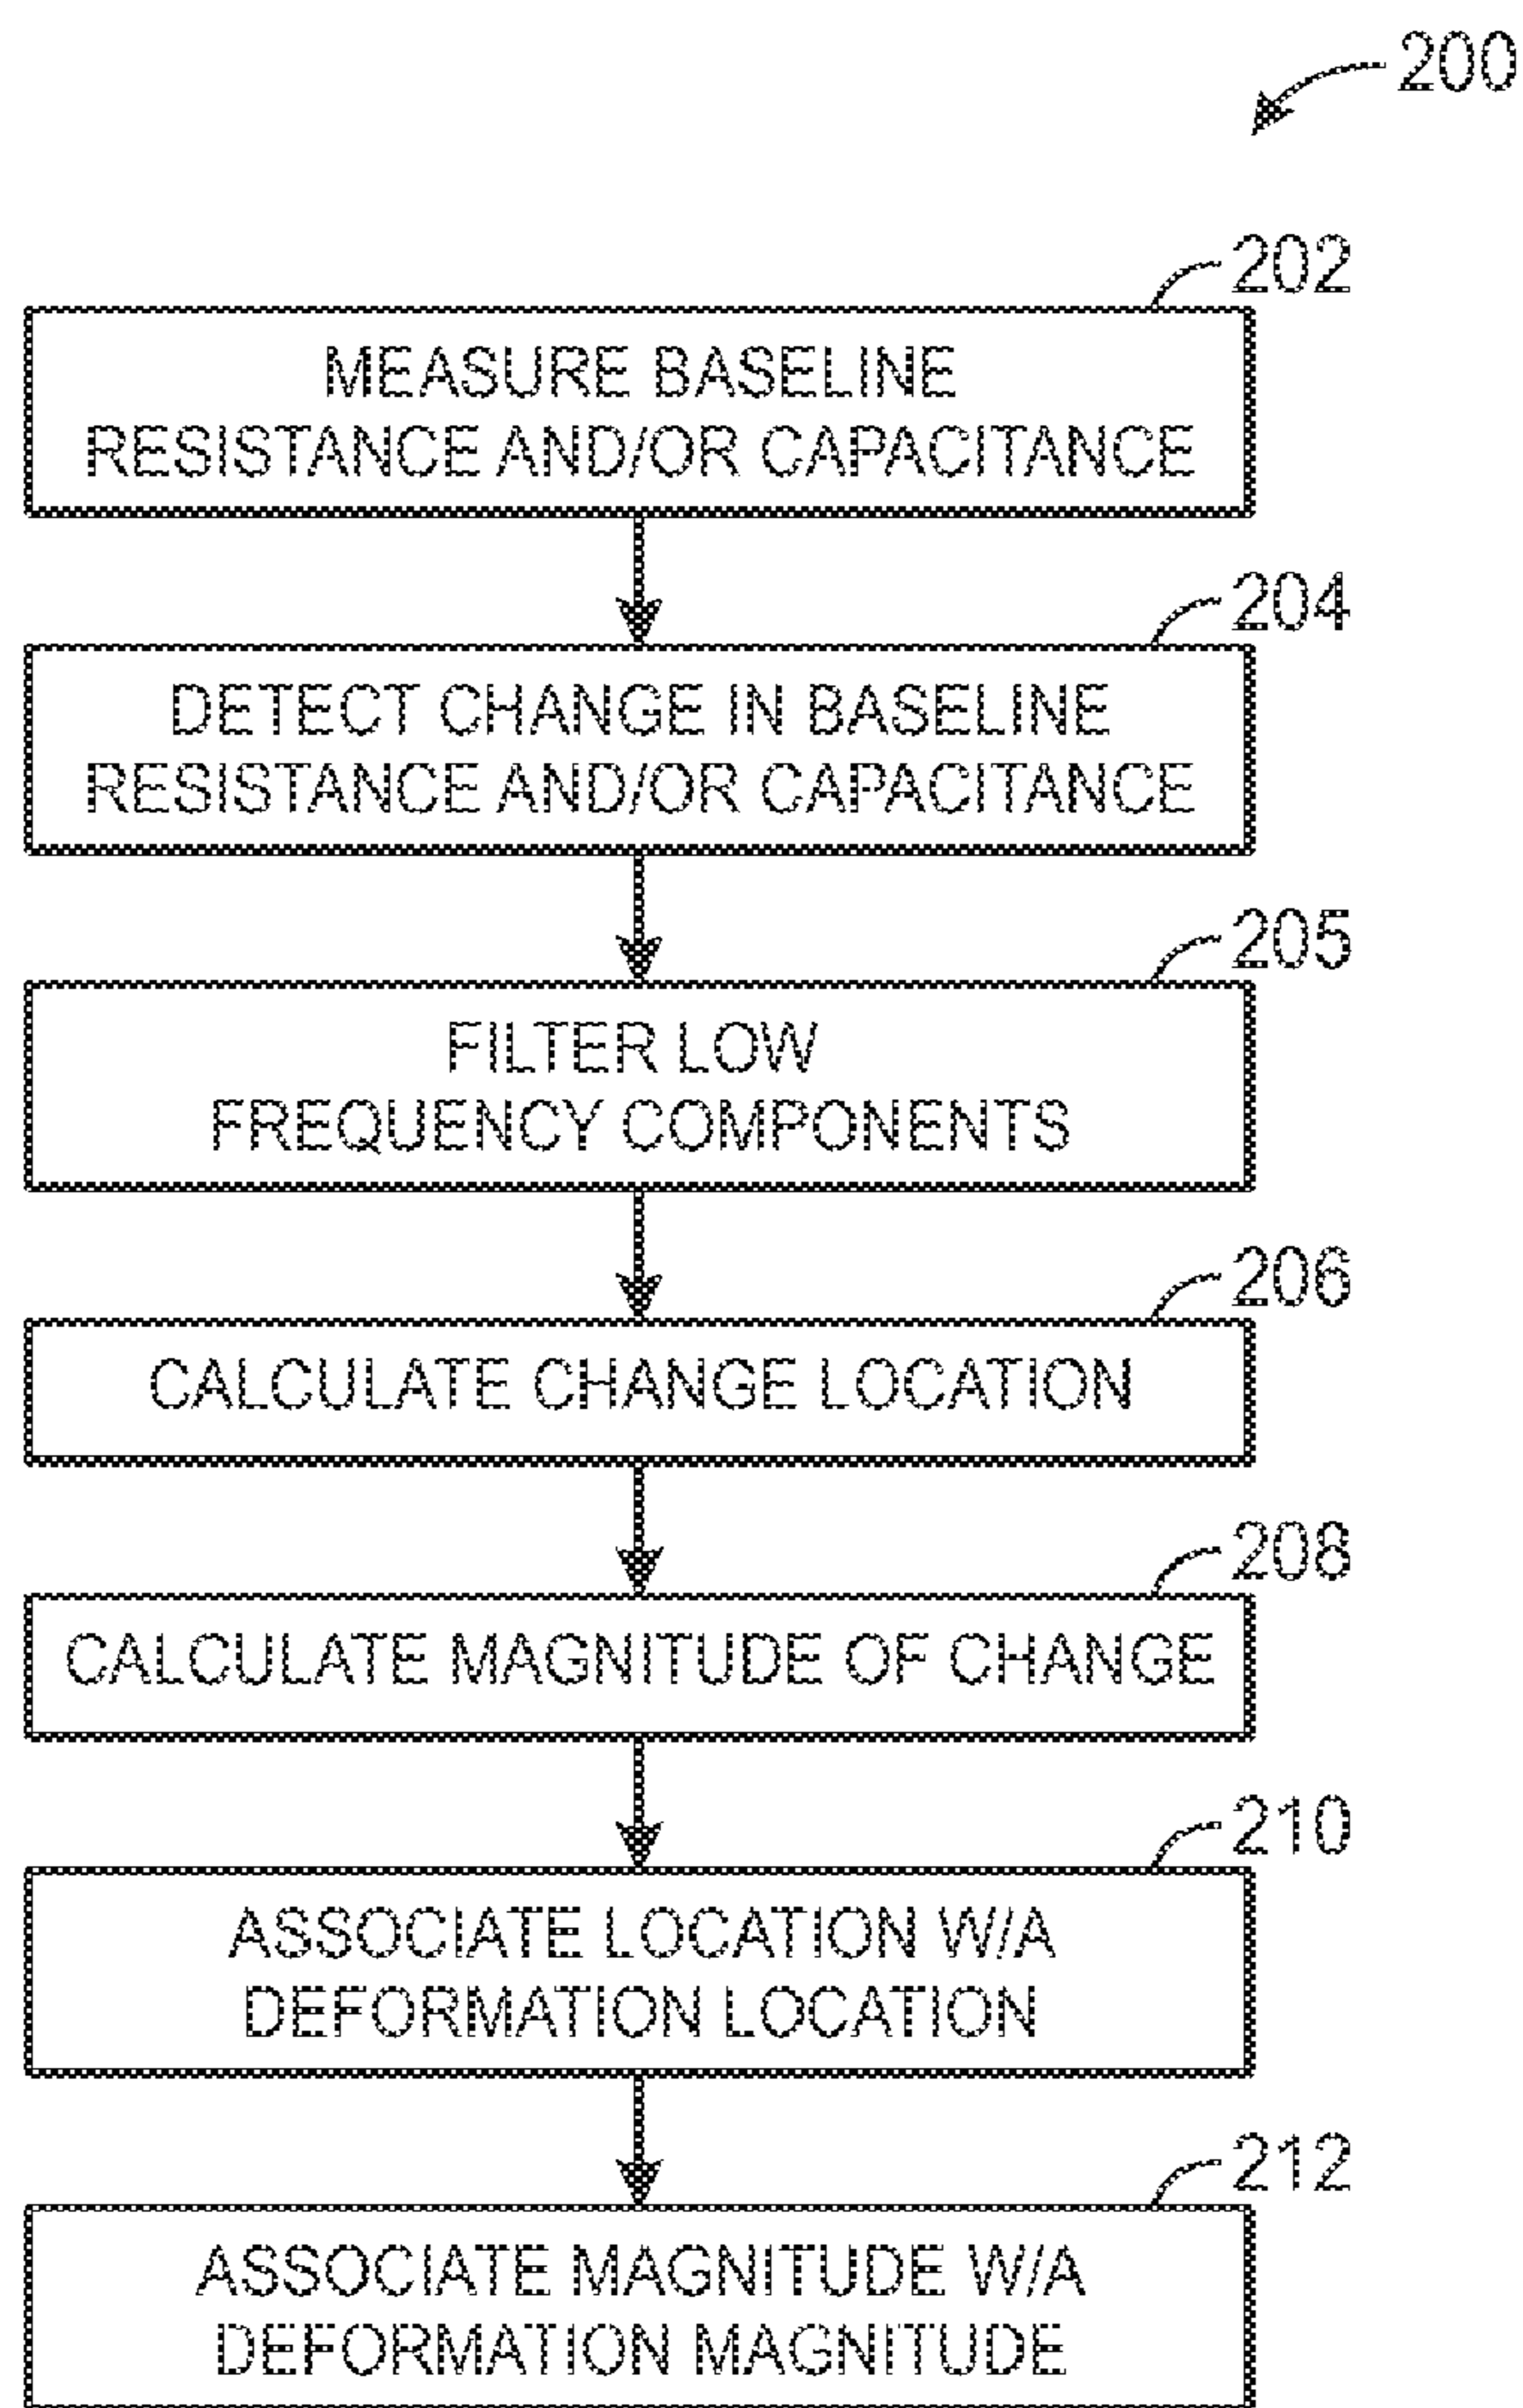 200
202
MEASURE BASELINE
RESISTANCE AND/OR CAPACITANCE
204
DETECT CHANGE IN BASELINE
RESISTANCE AND/OR CAPACITANCE
205
FILTER LOW
FREQUENCY COMPONENTS
206
CALCULATE CHANGE LOCATION
208
CALCULATE MAGNITUDE OF CHANGE
210
ASSOCIATE LOCATION W/A
DEFORMATION LOCATION
212
ASSOCIATE MAGNITUDE W/A
DEFORMATION MAGNITUDE